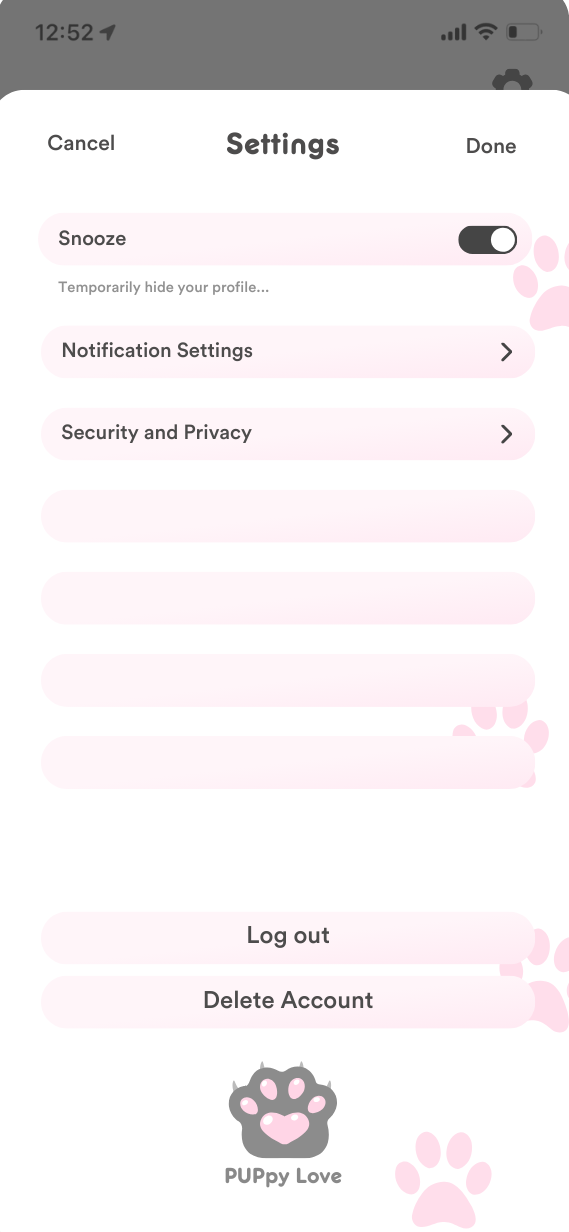 12:52
Cancel
Settings
Done
Snooze
Temporarily hide your profile...
Notification Settings
Security and Privacy
Log out
Delete Account
PUPpy Love